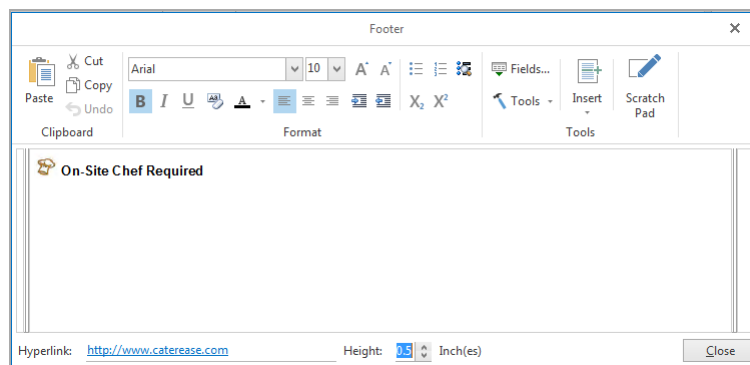 Footer
Cut
Copy
Undo
Paste
Clipboard
Arial 10 A A
B I U AB A X₂ X²
Format
Fields...
Tools
Insert
Scratch Pad
Tools
On-Site Chef Required
Hyperlink: http://www.caterease.com Height: 0.5 Inch(es) Close